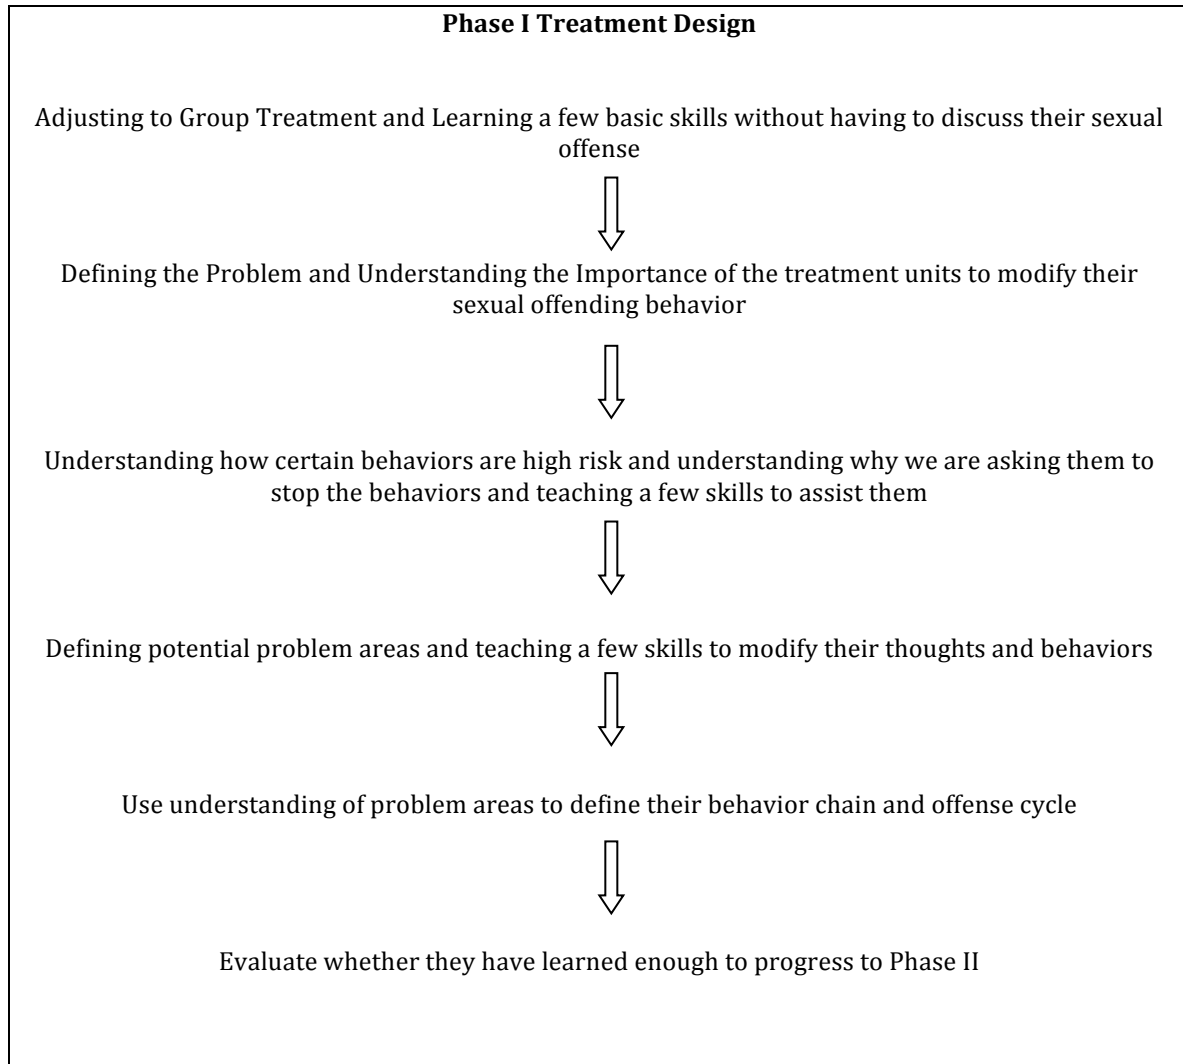 Phase I Treatment Design
Adjusting to Group Treatment and Learning a few basic skills without having to discuss their sexual
offense
Defining the Problem and Understanding the Importance of the treatment units to modify their
sexual offending behavior
Understanding how certain behaviors are high risk and understanding why we are asking them to
stop the behaviors and teaching a few skills to assist them
Defining potential problem areas and teaching a few skills to modify their thoughts and behaviors
Use understanding of problem areas to define their behavior chain and offense cycle
Evaluate whether they have learned enough to progress to Phase II